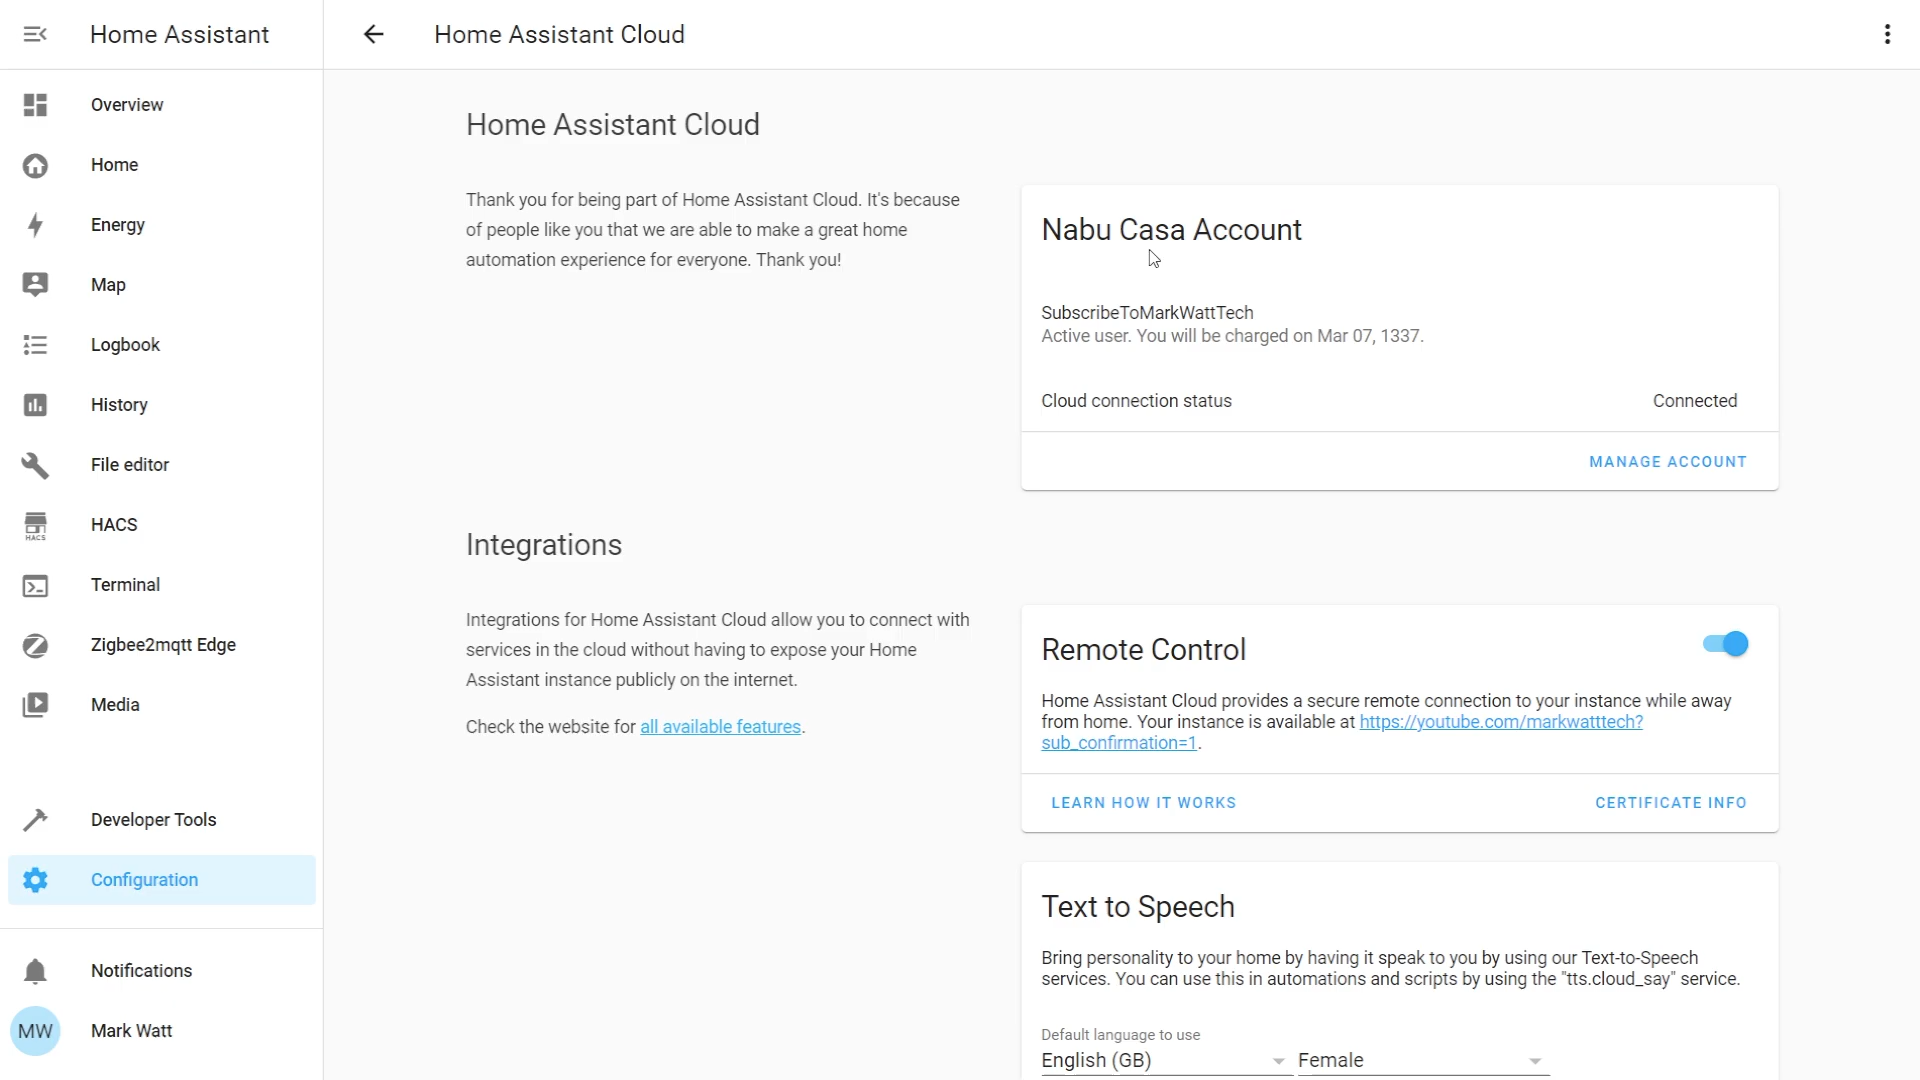 Home Assistant
Home Assistant Cloud
Overview
Home
Energy
Map
Logbook
History
File editor
HACS
HACS
Terminal
Zigbee2mqtt Edge
Media
Developer Tools
Configuration
Notifications
MW
Mark Watt
Home Assistant Cloud
Thank you for being part of Home Assistant Cloud. It's because
of people like you that we are able to make a great home
automation experience for everyone. Thank you!
Nabu Casa Account
SubscribeToMarkWattTech
Active user. You will be charged on Mar 07, 1337.
Cloud connection status
Connected
MANAGE ACCOUNT
Integrations
Integrations for Home Assistant Cloud allow you to connect with
services in the cloud without having to expose your Home
Assistant instance publicly on the internet.
Check the website for all available features.
Remote Control
Home Assistant Cloud provides a secure remote connection to your instance while away
from home. Your instance is available at https://youtube.com/markwatttech?
sub_confirmation=1.
LEARN HOW IT WORKS
CERTIFICATE INFO
Text to Speech
Bring personality to your home by having it speak to you by using our Text-to-Speech
services. You can use this in automations and scripts by using the "tts.cloud_say" service.
Default language to use
English (GB)
Female